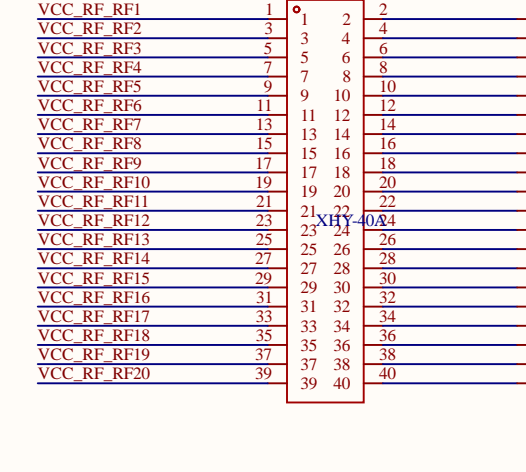 VCC_RF_RF1 1 1 2 2
VCC_RF_RF2 3 3 4 4
VCC_RF_RF3 5 5 6 6
VCC_RF_RF4 7 7 8 8
VCC_RF_RF5 9 9 10 10
VCC_RF_RF6 11 11 12 12
VCC_RF_RF7 13 13 14 14
VCC_RF_RF8 15 15 16 16
VCC_RF_RF9 17 17 18 18
VCC_RF_RF10 19 19 20 20
VCC_RF_RF11 21 21 22 22
XHY-40A
VCC_RF_RF12 23 23 24 24
VCC_RF_RF13 25 25 26 26
VCC_RF_RF14 27 27 28 28
VCC_RF_RF15 29 29 30 30
VCC_RF_RF16 31 31 32 32
VCC_RF_RF17 33 33 34 34
VCC_RF_RF18 35 35 36 36
VCC_RF_RF19 37 37 38 38
VCC_RF_RF20 39 39 40 40